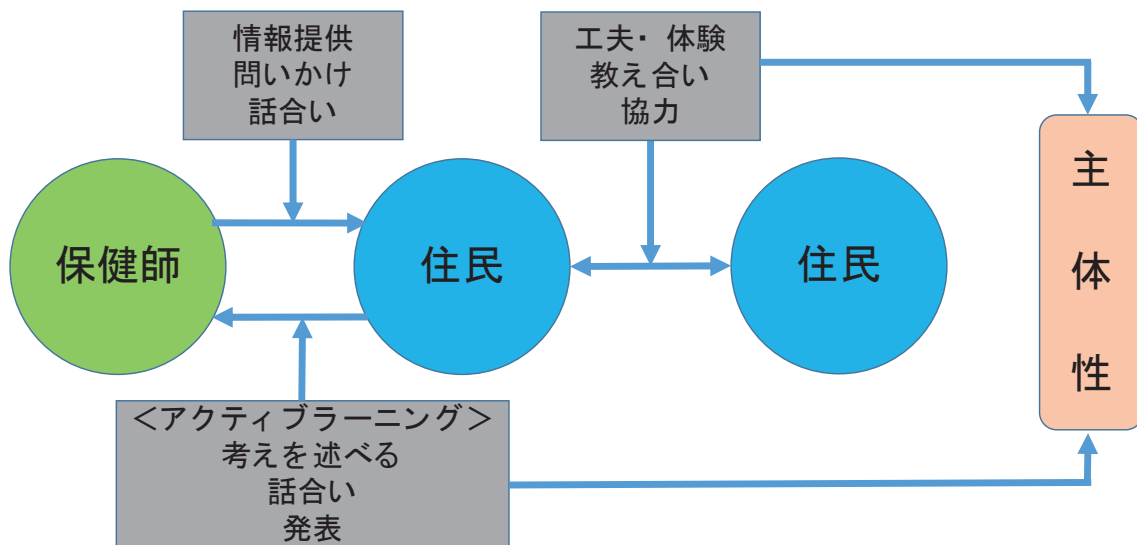 情報提供
問いかけ
話合い
工夫・体験
教え合い
協力
保健師
住民
住民
主体性
＜アクティブラーニング＞
考えを述べる
話合い
発表